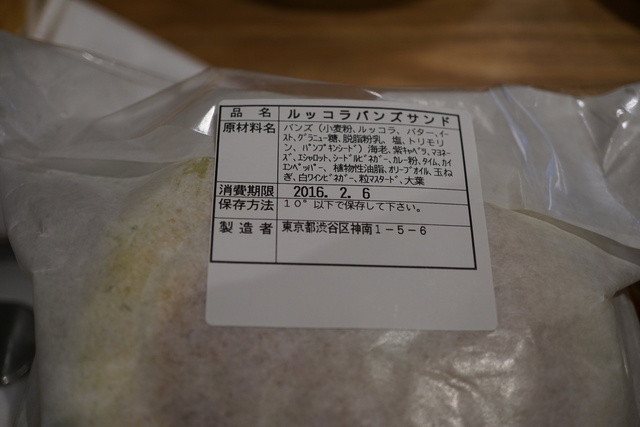 品名 ルッコラバンズサンド
原材料名 バンズ(小麦粉、ルッコラ、バター、イー
スト、グラニュー糖、脱脂粉乳、塩、トリモリ
ン、パンプキンシード)海老、紫キャベツ、マヨネー
ズ、エシャロット、シードルビネガー、カレー粉、タイム、カイ
エンペッパー、植物性油脂、オリーブオイル、玉ね
ぎ、白ワインビネガー、粒マスタード、大葉
消費期限 2016. 2. 6
保存方法 10°以下で保存して下さい。
製造者 東京都渋谷区神南1-5-6